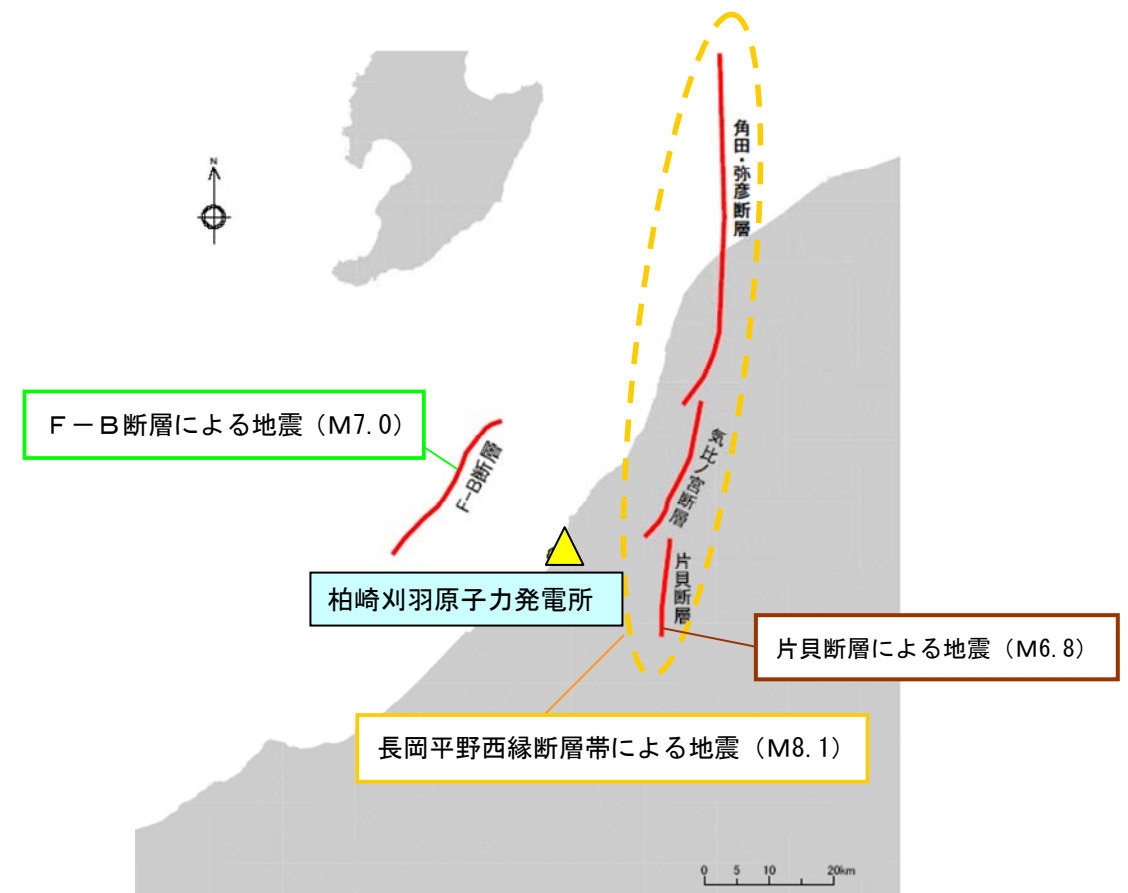 N
角田・弥彦断層
F－B断層による地震（M7.0）
F-B断層
気比ノ宮断層
片貝断層
柏崎刈羽原子力発電所
片貝断層による地震（M6.8）
長岡平野西縁断層帯による地震（M8.1）
0 5 10 20km